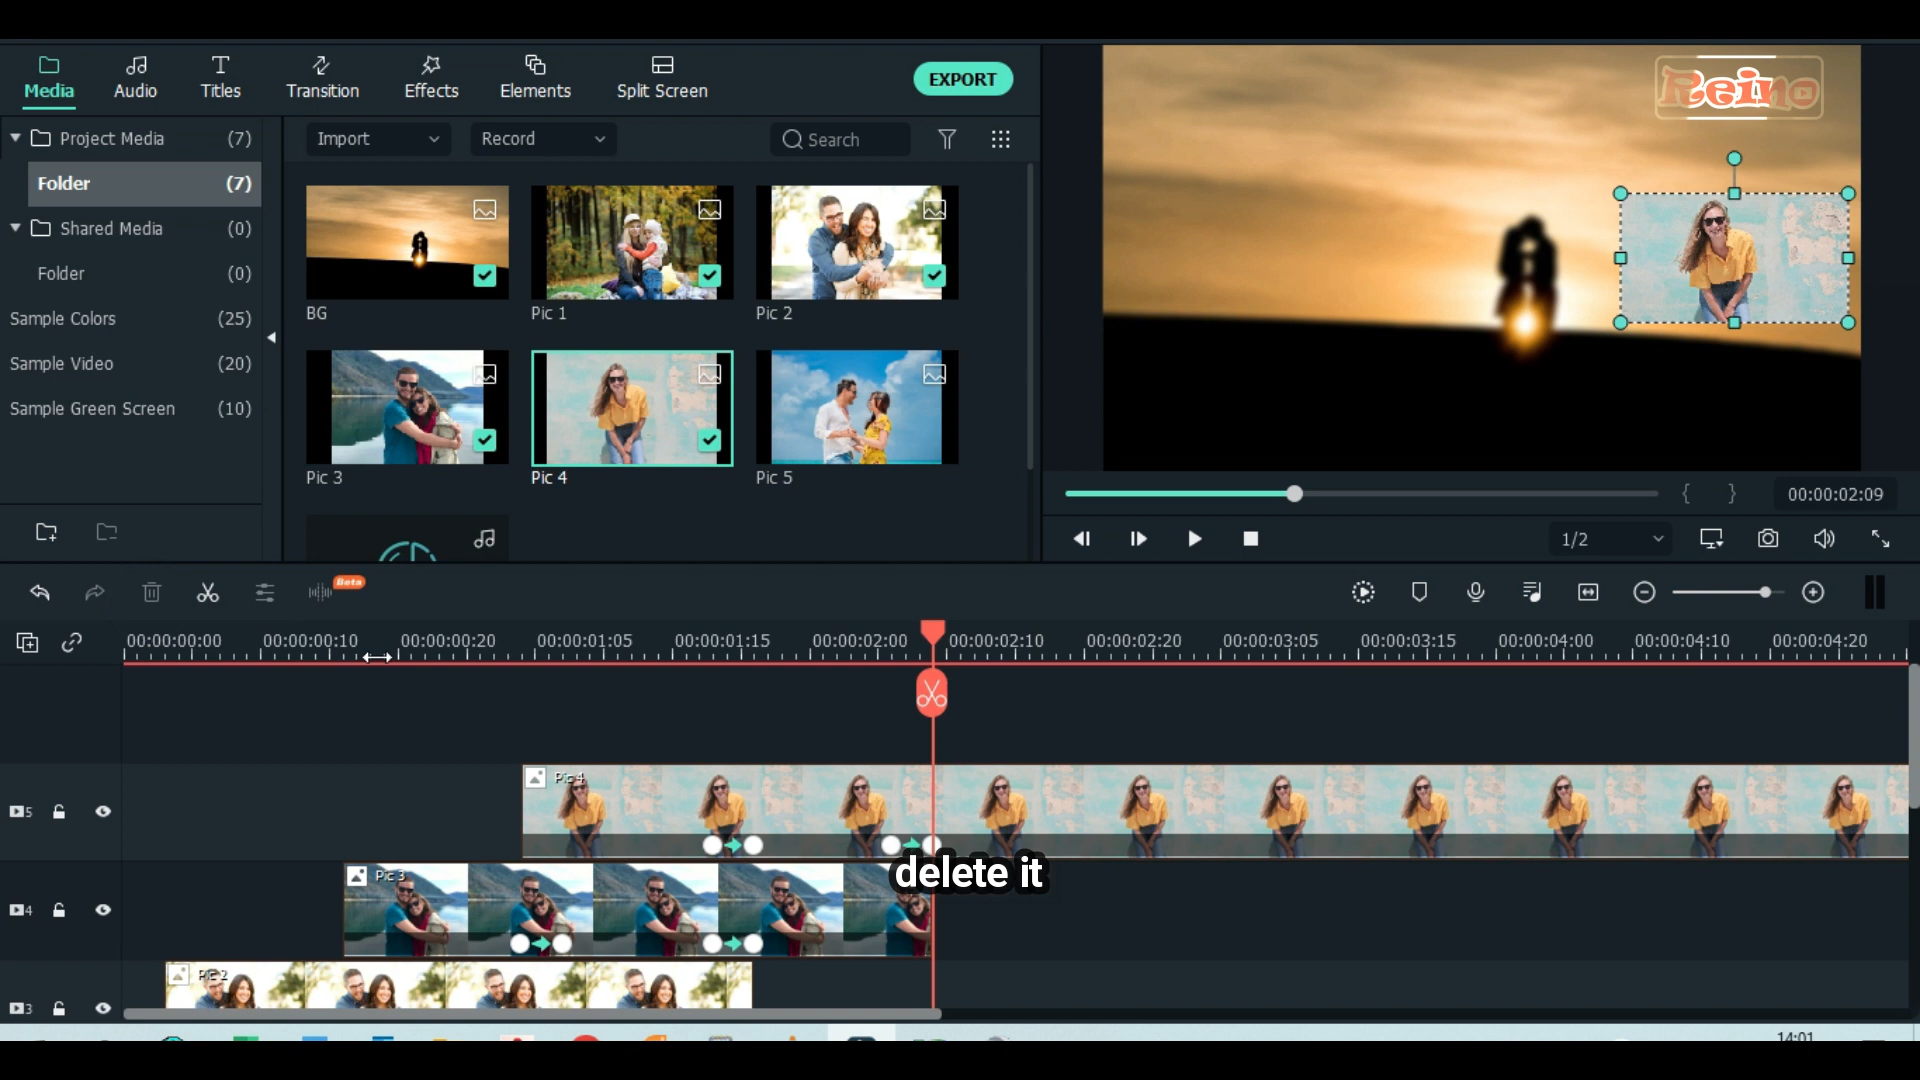 Media
Audio
Titles
Transition
Effects
Elements
Split Screen
EXPORT
Reino
Project Media (7)
Folder (7)
Shared Media (0)
Folder (0)
Sample Colors (25)
Sample Video (20)
Sample Green Screen (10)
Import
Record
Search
BG
Pic 1
Pic 2
Pic 3
Pic 4
Pic 5
{ } 00:00:02:09
1/2
Beta
00:00:00:00 00:00:00:10 00:00:00:20 00:00:01:05 00:00:01:15 00:00:02:00 00:00:02:10 00:00:02:20 00:00:03:05 00:00:03:15 00:00:04:00 00:00:04:10 00:00:04:20
Pic 4
5
delete it
Pic 3
4
Pic 2
3
14:01